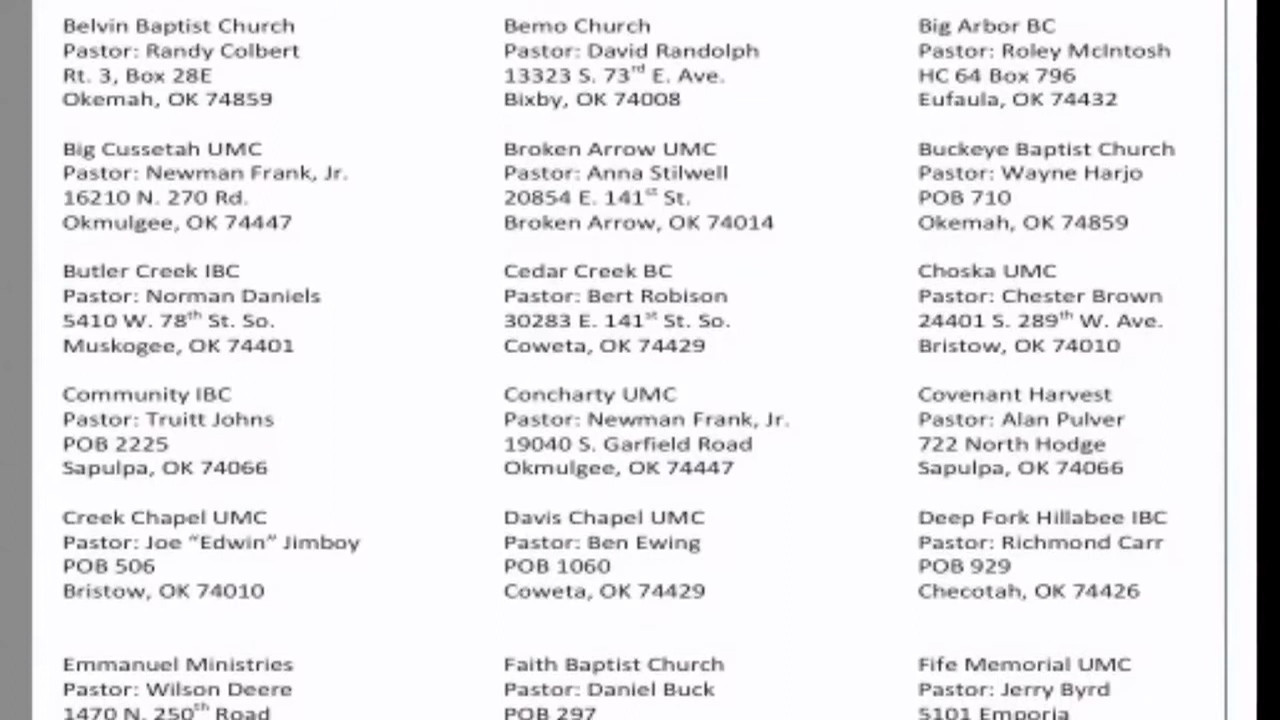 Belvin Baptist Church
Pastor: Randy Colbert
Rt. 3, Box 28E
Okemah, OK 74859
Bemo Church
Pastor: David Randolph
13323 S. 73rd E. Ave.
Bixby, OK 74008
Big Arbor BC
Pastor: Roley McIntosh
HC 64 Box 796
Eufaula, OK 74432
Big Cussetah UMC
Pastor: Newman Frank, Jr.
16210 N. 270 Rd.
Okmulgee, OK 74447
Broken Arrow UMC
Pastor: Anna Stilwell
20854 E. 141st St.
Broken Arrow, OK 74014
Buckeye Baptist Church
Pastor: Wayne Harjo
POB 710
Okemah, OK 74859
Butler Creek IBC
Pastor: Norman Daniels
5410 W. 78th St. So.
Muskogee, OK 74401
Cedar Creek BC
Pastor: Bert Robison
30283 E. 141st St. So.
Coweta, OK 74429
Choska UMC
Pastor: Chester Brown
24401 S. 289th W. Ave.
Bristow, OK 74010
Community IBC
Pastor: Truitt Johns
POB 2225
Sapulpa, OK 74066
Concharty UMC
Pastor: Newman Frank, Jr.
19040 S. Garfield Road
Okmulgee, OK 74447
Covenant Harvest
Pastor: Alan Pulver
722 North Hodge
Sapulpa, OK 74066
Creek Chapel UMC
Pastor: Joe “Edwin” Jimboy
POB 506
Bristow, OK 74010
Davis Chapel UMC
Pastor: Ben Ewing
POB 1060
Coweta, OK 74429
Deep Fork Hillabee IBC
Pastor: Richmond Carr
POB 929
Checotah, OK 74426
Emmanuel Ministries
Pastor: Wilson Deere
1470 N. 250th Road
Faith Baptist Church
Pastor: Daniel Buck
POB 297
Fife Memorial UMC
Pastor: Jerry Byrd
5101 Emporia